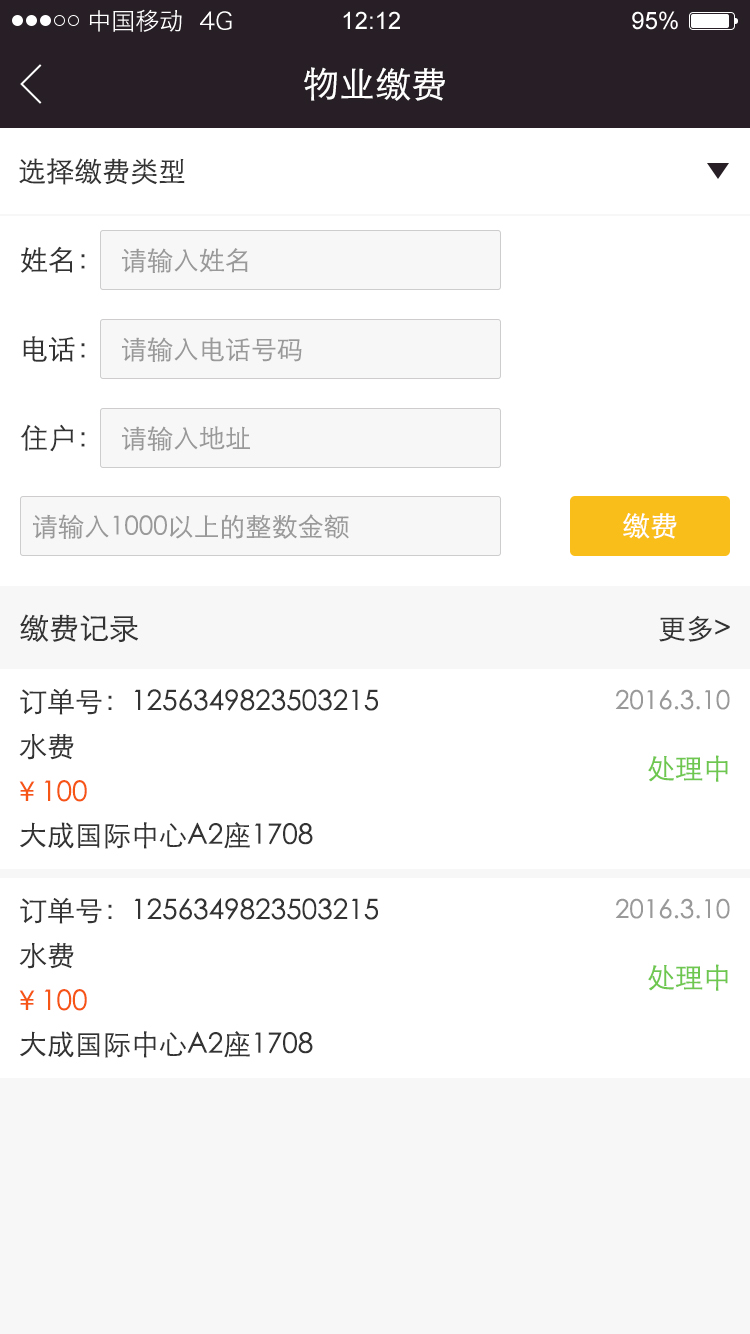 中国移动 4G 12:12 95%
物业缴费
选择缴费类型
姓名: 请输入姓名
电话: 请输入电话号码
住户: 请输入地址
请输入1000以上的整数金额 缴费
缴费记录 更多>
订单号: 1256349823503215 2016.3.10
水费
处理中
¥ 100
大成国际中心A2座1708
订单号: 1256349823503215 2016.3.10
水费
处理中
¥ 100
大成国际中心A2座1708